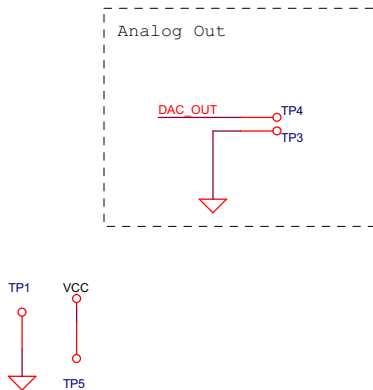 Analog Out
DAC_OUT
TP4
TP3
TP1
VCC
TP5